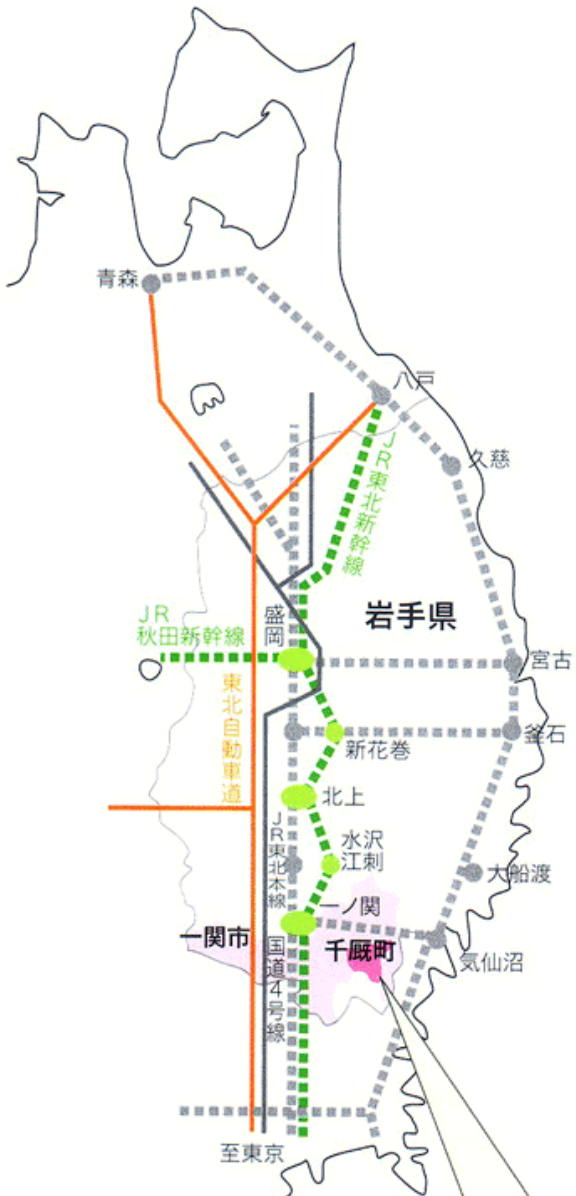 青森
八戸
久慈
JR東北新幹線
岩手県
盛岡
JR
秋田新幹線
宮古
東北自動車道
釜石
新花巻
北上
水沢
江刺
JR東北本線
大船渡
一ノ関
一関市
千厩町
気仙沼
国道4号線
至東京